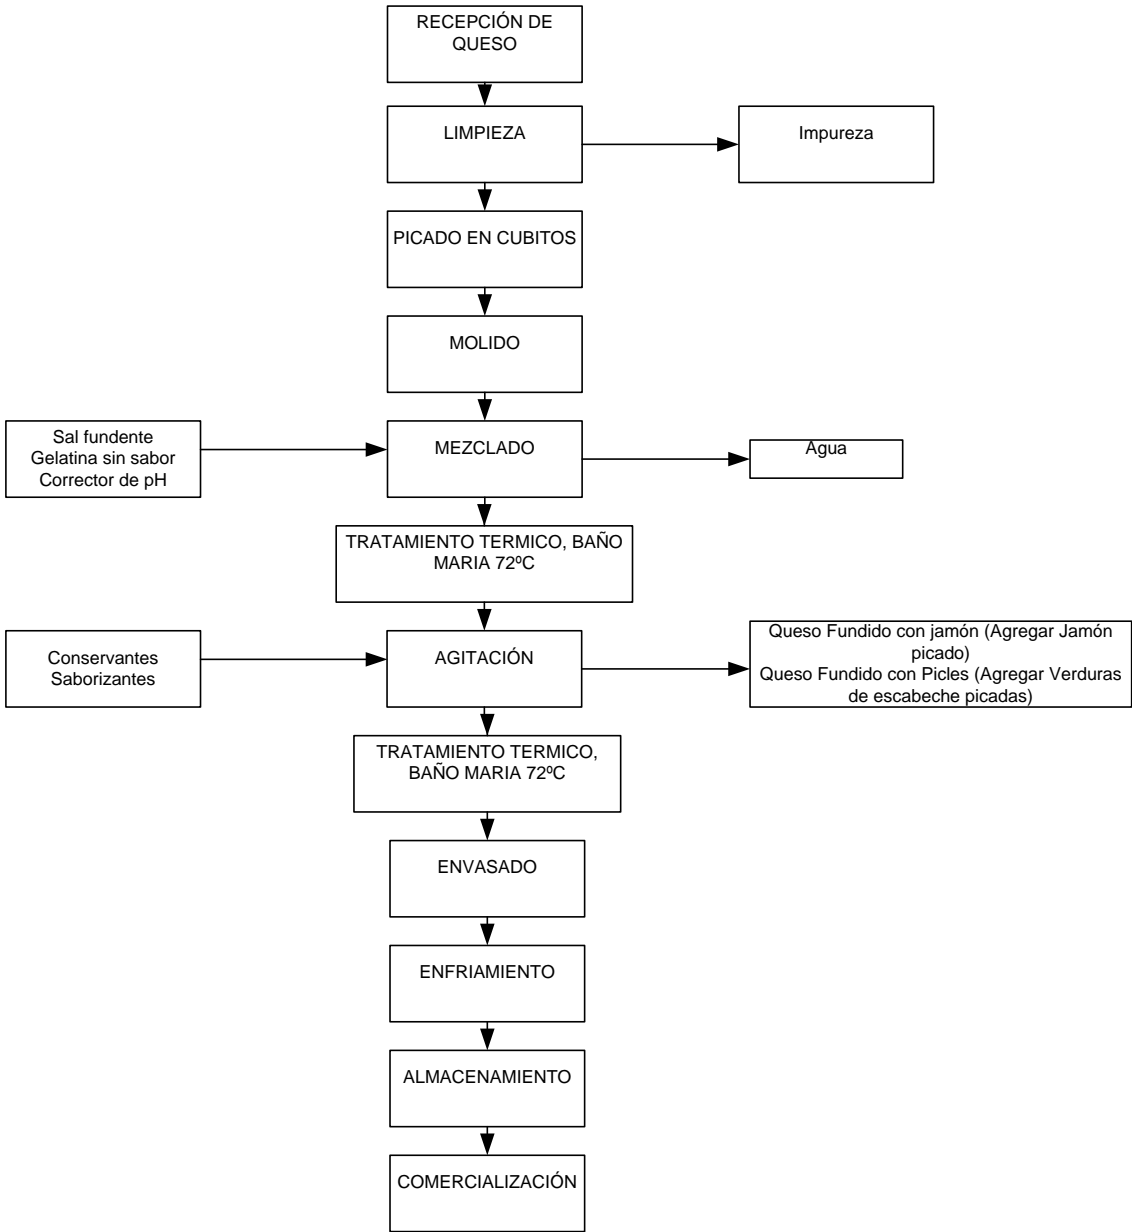 RECEPCIÓN DE
QUESO
LIMPIEZA
Impureza
PICADO EN CUBITOS
MOLIDO
Sal fundente
Gelatina sin sabor
Corrector de pH
MEZCLADO
Agua
TRATAMIENTO TERMICO, BAÑO
MARIA 72ºC
Conservantes
Saborizantes
AGITACIÓN
Queso Fundido con jamón (Agregar Jamón
picado)
Queso Fundido con Picles (Agregar Verduras
de escabeche picadas)
TRATAMIENTO TERMICO,
BAÑO MARIA 72ºC
ENVASADO
ENFRIAMIENTO
ALMACENAMIENTO
COMERCIALIZACIÓN